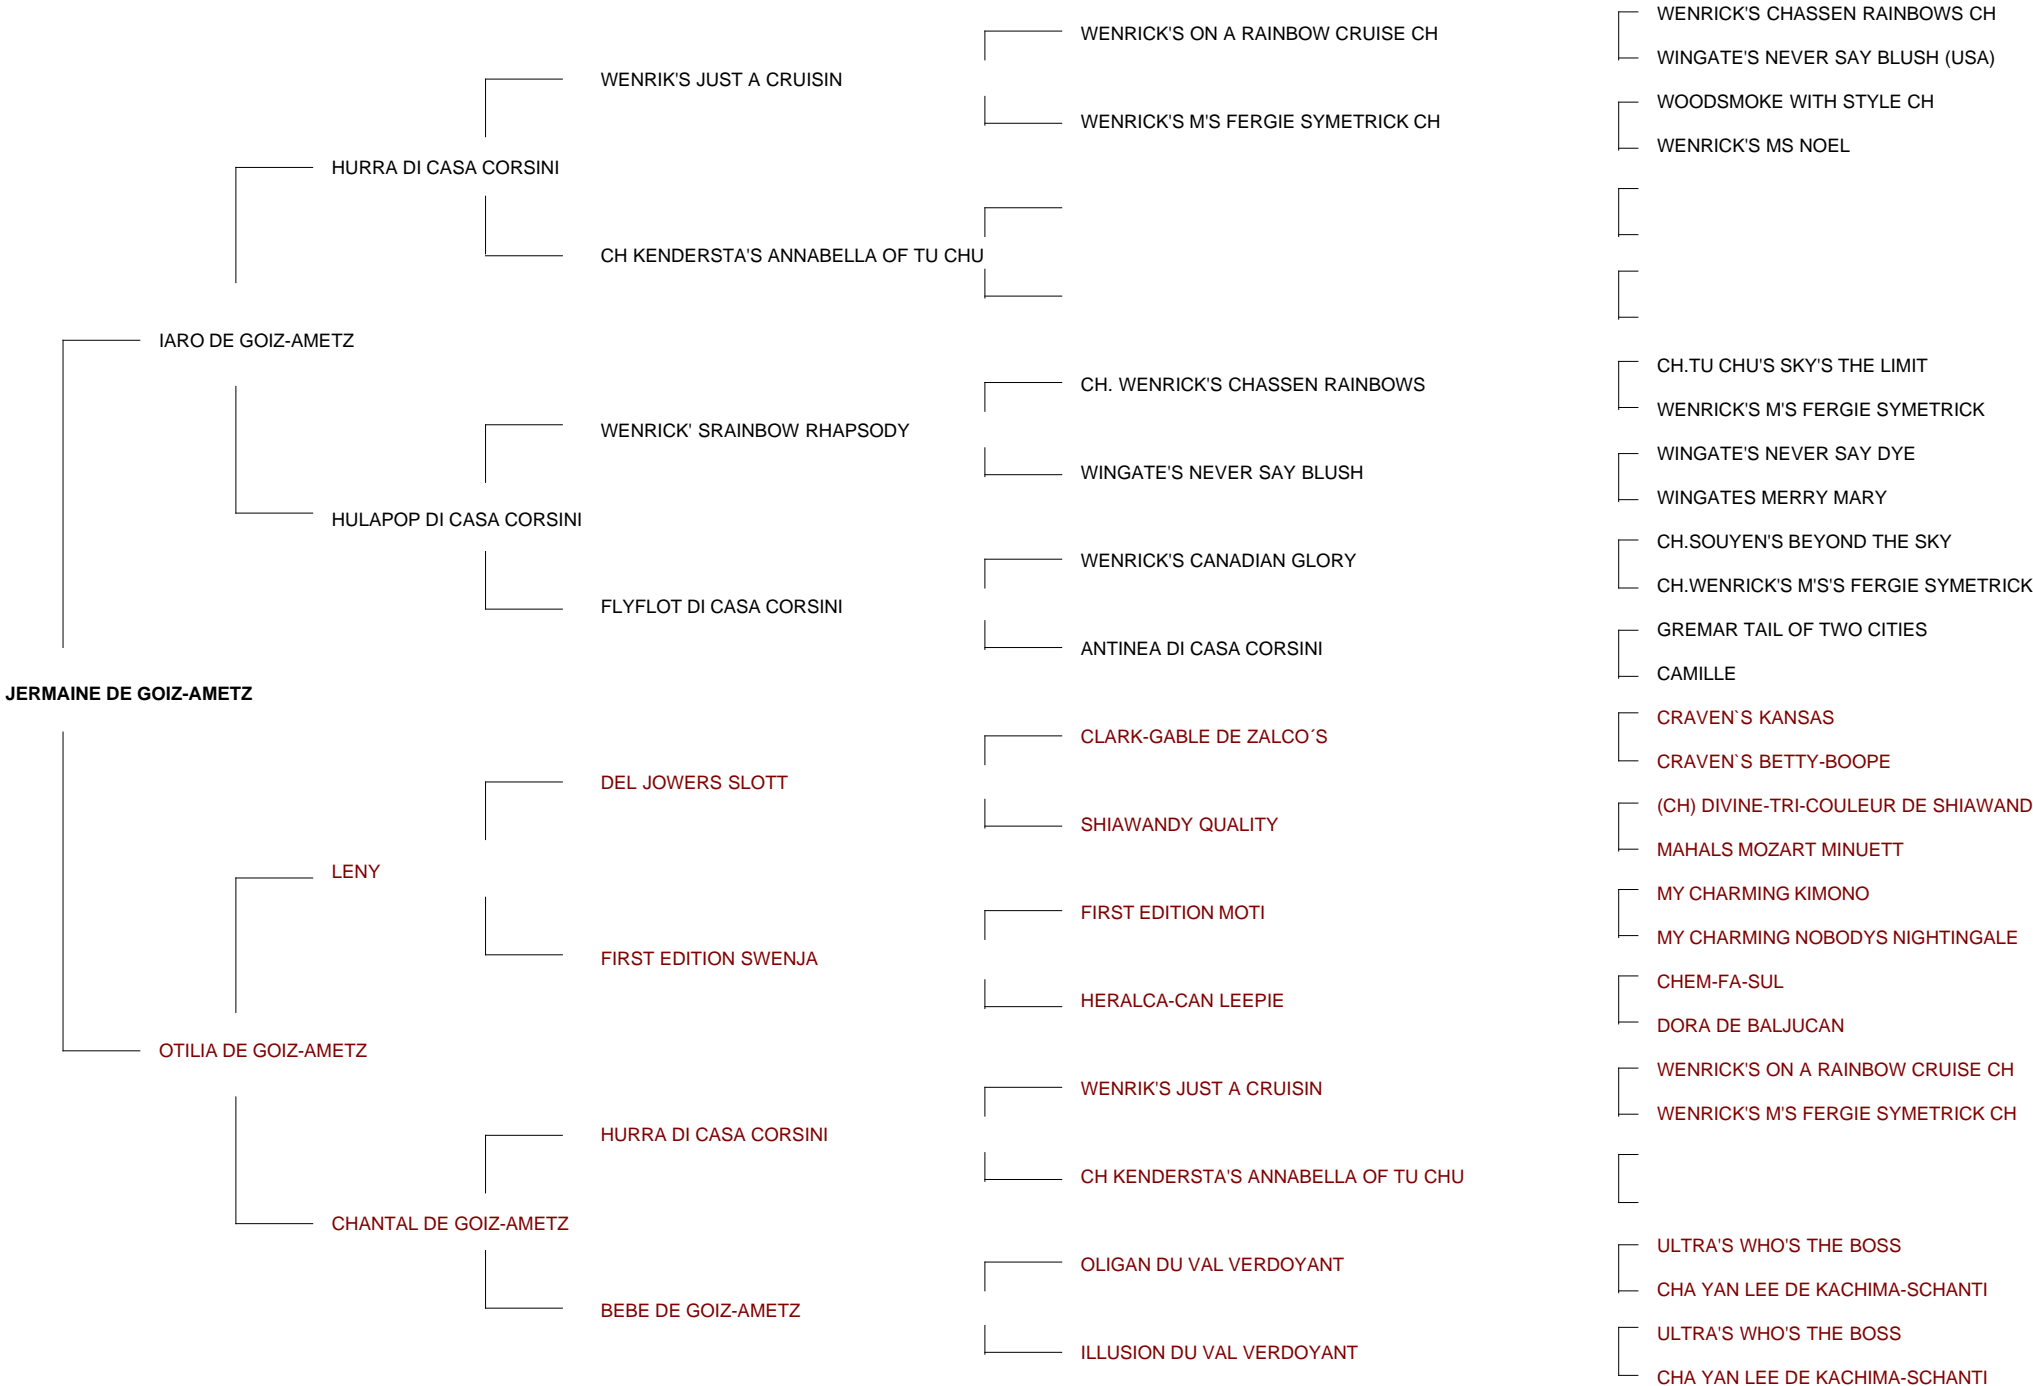 WENRICK'S CHASSEN RAINBOWS CH
WENRICK'S ON A RAINBOW CRUISE CH
WINGATE'S NEVER SAY BLUSH (USA)
WENRIK'S JUST A CRUISIN
WOODSMOKE WITH STYLE CH
WENRICK'S M'S FERGIE SYMETRICK CH
WENRICK'S MS NOEL
HURRA DI CASA CORSINI
CH KENDERSTA'S ANNABELLA OF TU CHU
IARO DE GOIZ-AMETZ
CH.TU CHU'S SKY'S THE LIMIT
CH. WENRICK'S CHASSEN RAINBOWS
WENRICK'S M'S FERGIE SYMETRICK
WENRICK' SRAINBOW RHAPSODY
WINGATE'S NEVER SAY DYE
WINGATE'S NEVER SAY BLUSH
WINGATES MERRY MARY
HULAPOP DI CASA CORSINI
CH.SOUYEN'S BEYOND THE SKY
WENRICK'S CANADIAN GLORY
CH.WENRICK'S M'S'S FERGIE SYMETRICK
FLYFLOT DI CASA CORSINI
GREMAR TAIL OF TWO CITIES
ANTINEA DI CASA CORSINI
CAMILLE
JERMAINE DE GOIZ-AMETZ
CRAVEN`S KANSAS
CLARK-GABLE DE ZALCO´S
CRAVEN`S BETTY-BOOPE
DEL JOWERS SLOTT
(CH) DIVINE-TRI-COULEUR DE SHIAWAND
SHIAWANDY QUALITY
MAHALS MOZART MINUETT
LENY
MY CHARMING KIMONO
FIRST EDITION MOTI
MY CHARMING NOBODYS NIGHTINGALE
FIRST EDITION SWENJA
CHEM-FA-SUL
HERALCA-CAN LEEPIE
DORA DE BALJUCAN
OTILIA DE GOIZ-AMETZ
WENRICK'S ON A RAINBOW CRUISE CH
WENRIK'S JUST A CRUISIN
WENRICK'S M'S FERGIE SYMETRICK CH
HURRA DI CASA CORSINI
CH KENDERSTA'S ANNABELLA OF TU CHU
CHANTAL DE GOIZ-AMETZ
ULTRA'S WHO'S THE BOSS
OLIGAN DU VAL VERDOYANT
CHA YAN LEE DE KACHIMA-SCHANTI
BEBE DE GOIZ-AMETZ
ULTRA'S WHO'S THE BOSS
ILLUSION DU VAL VERDOYANT
CHA YAN LEE DE KACHIMA-SCHANTI